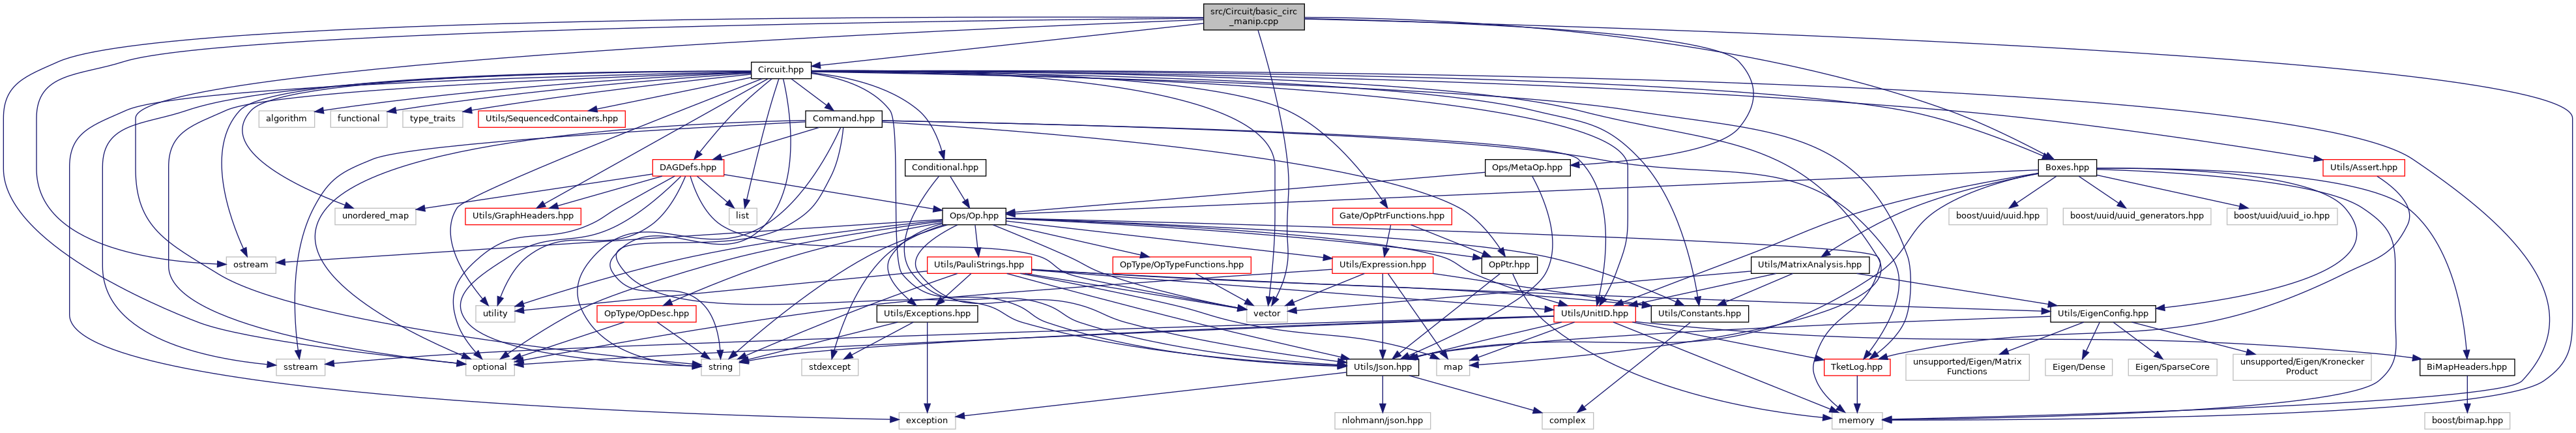 src/Circuit/basic_circ
_manip.cpp
Circuit.hpp
algorithm
functional
type_traits
Utils/SequencedContainers.hpp
Command.hpp
DAGDefs.hpp
Conditional.hpp
Ops/MetaOp.hpp
Boxes.hpp
Utils/Assert.hpp
unordered_map
Utils/GraphHeaders.hpp
list
Ops/Op.hpp
Gate/OpPtrFunctions.hpp
boost/uuid/uuid.hpp
boost/uuid/uuid_generators.hpp
boost/uuid/uuid_io.hpp
ostream
Utils/PauliStrings.hpp
OpType/OpTypeFunctions.hpp
Utils/Expression.hpp
OpPtr.hpp
Utils/MatrixAnalysis.hpp
utility
OpType/OpDesc.hpp
Utils/Exceptions.hpp
vector
Utils/UnitID.hpp
Utils/Constants.hpp
Utils/EigenConfig.hpp
sstream
optional
string
stdexcept
Utils/Json.hpp
map
TketLog.hpp
unsupported/Eigen/Matrix
Functions
Eigen/Dense
Eigen/SparseCore
unsupported/Eigen/Kronecker
Product
BiMapHeaders.hpp
exception
nlohmann/json.hpp
complex
memory
boost/bimap.hpp